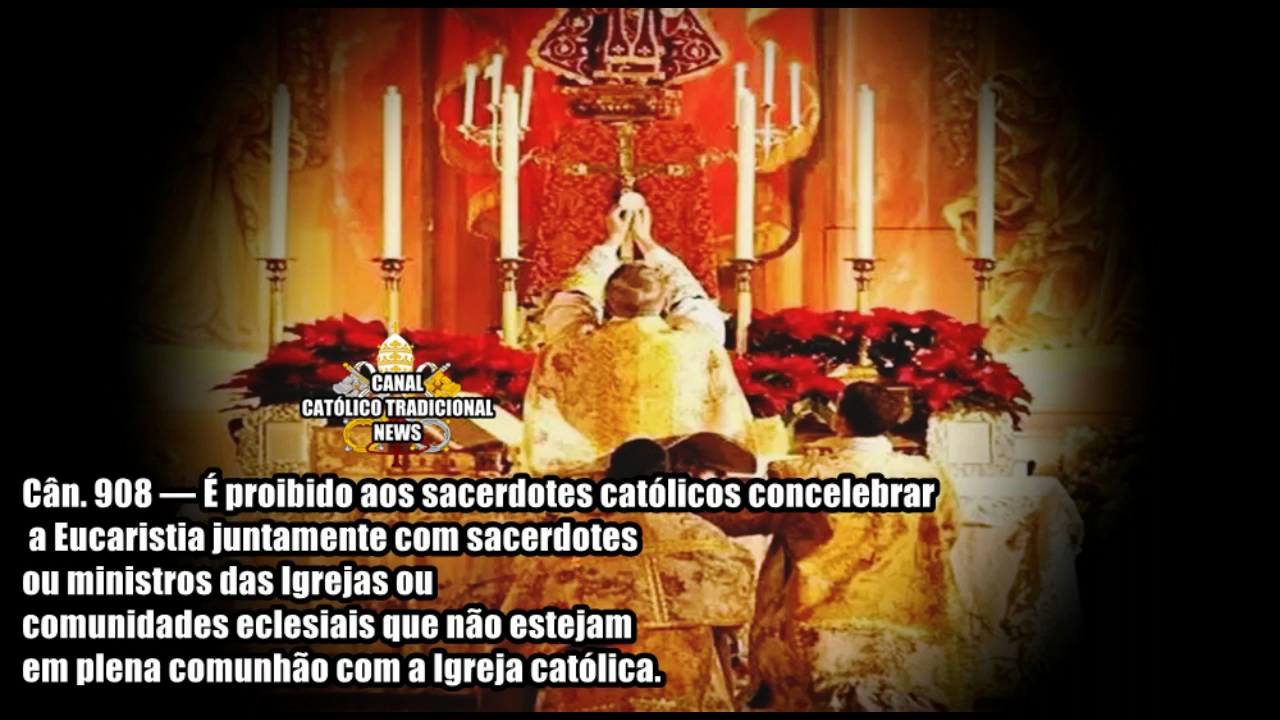 CANAL
CATÓLICO TRADICIONAL
NEWS
Cân. 908 — É proibido aos sacerdotes católicos concelebrar
a Eucaristia juntamente com sacerdotes
ou ministros das Igrejas ou
comunidades eclesiais que não estejam
em plena comunhão com a Igreja católica.